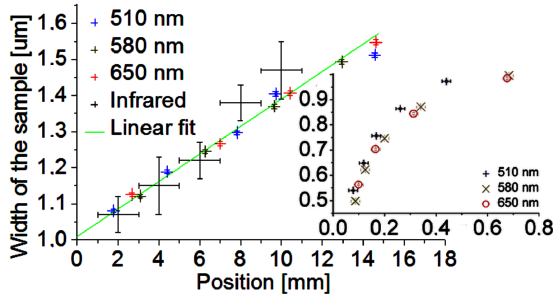 510 nm
580 nm
650 nm
Infrared
Linear fit
Width of the sample [um]
1.6
1.5
1.4
1.3
1.2
1.1
1.0
0 2 4 6 8 10 12 14 16 18
Position [mm]
0.9
0.8
0.7
0.6
0.5
0.0 0.2 0.4 0.6 0.8
510 nm
580 nm
650 nm